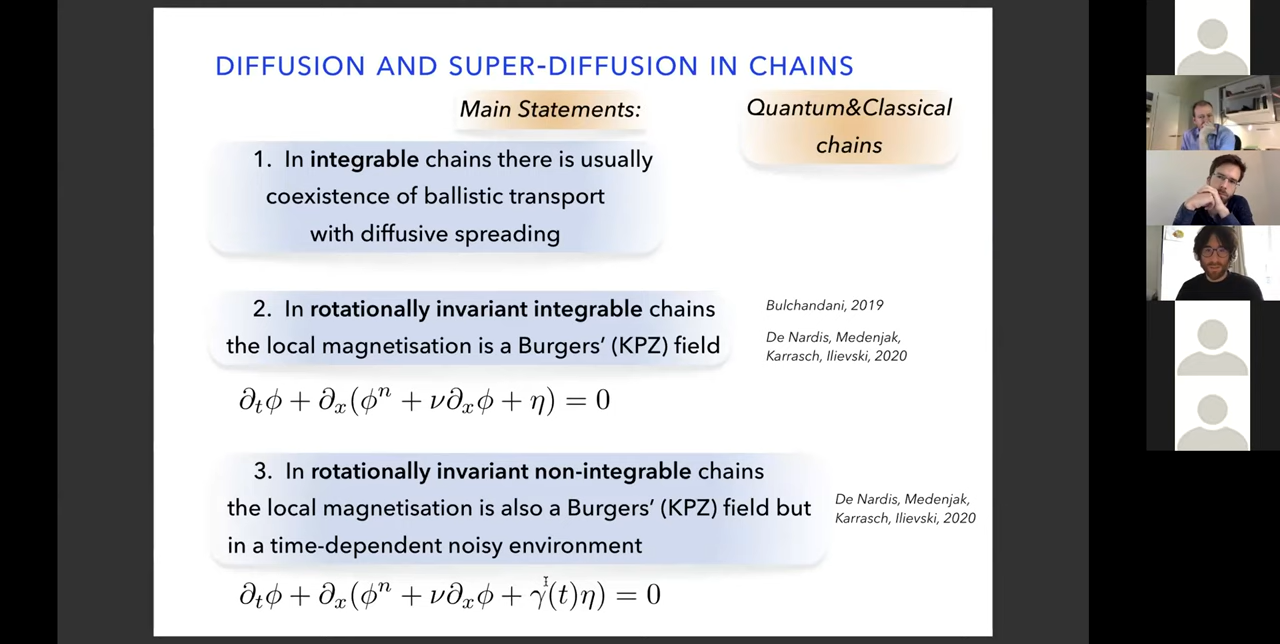 DIFFUSION AND SUPER-DIFFUSION IN CHAINS
Main Statements:
Quantum&Classical
chains
1. In integrable chains there is usually
coexistence of ballistic transport
with diffusive spreading
2. In rotationally invariant integrable chains
the local magnetisation is a Burgers’ (KPZ) field
Bulchandani, 2019
De Nardis, Medenjak,
Karrasch, Ilievski, 2020
∂ₜϕ + ∂ₓ(ϕⁿ + ν∂ₓϕ + η) = 0
3. In rotationally invariant non-integrable chains
the local magnetisation is also a Burgers’ (KPZ) field but
in a time-dependent noisy environment
De Nardis, Medenjak,
Karrasch, Ilievski, 2020
∂ₜϕ + ∂ₓ(ϕⁿ + ν∂ₓϕ + γ(t)η) = 0